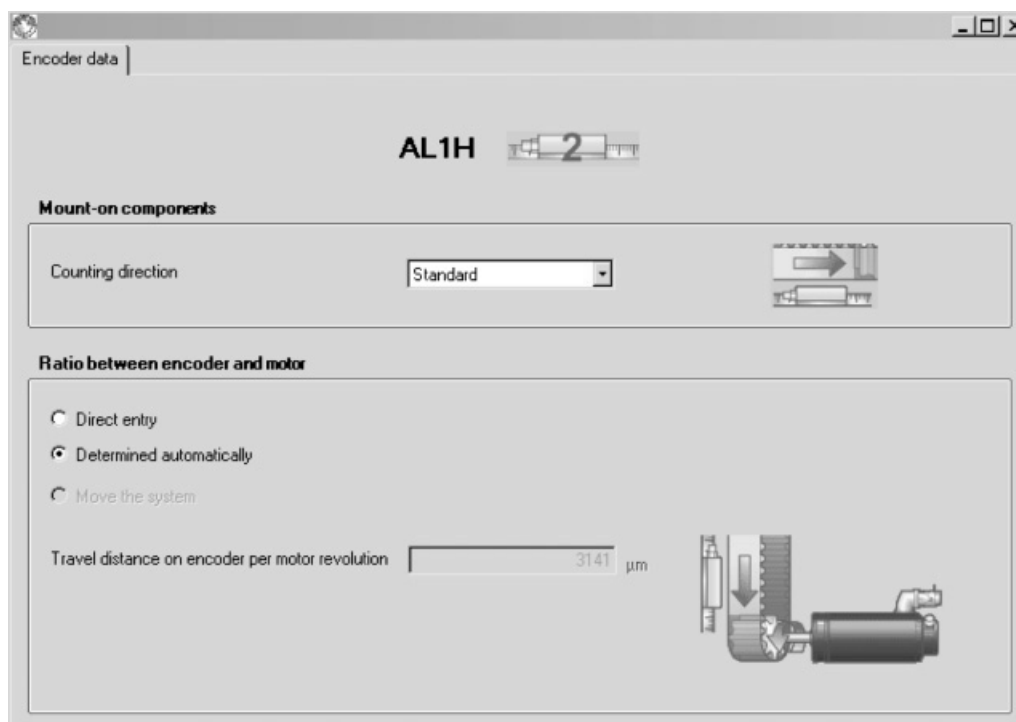 Encoder data
AL1H 2
Mount-on components
Counting direction Standard
Ratio between encoder and motor
Direct entry
Determined automatically
Move the system
Travel distance on encoder per motor revolution 3141 µm